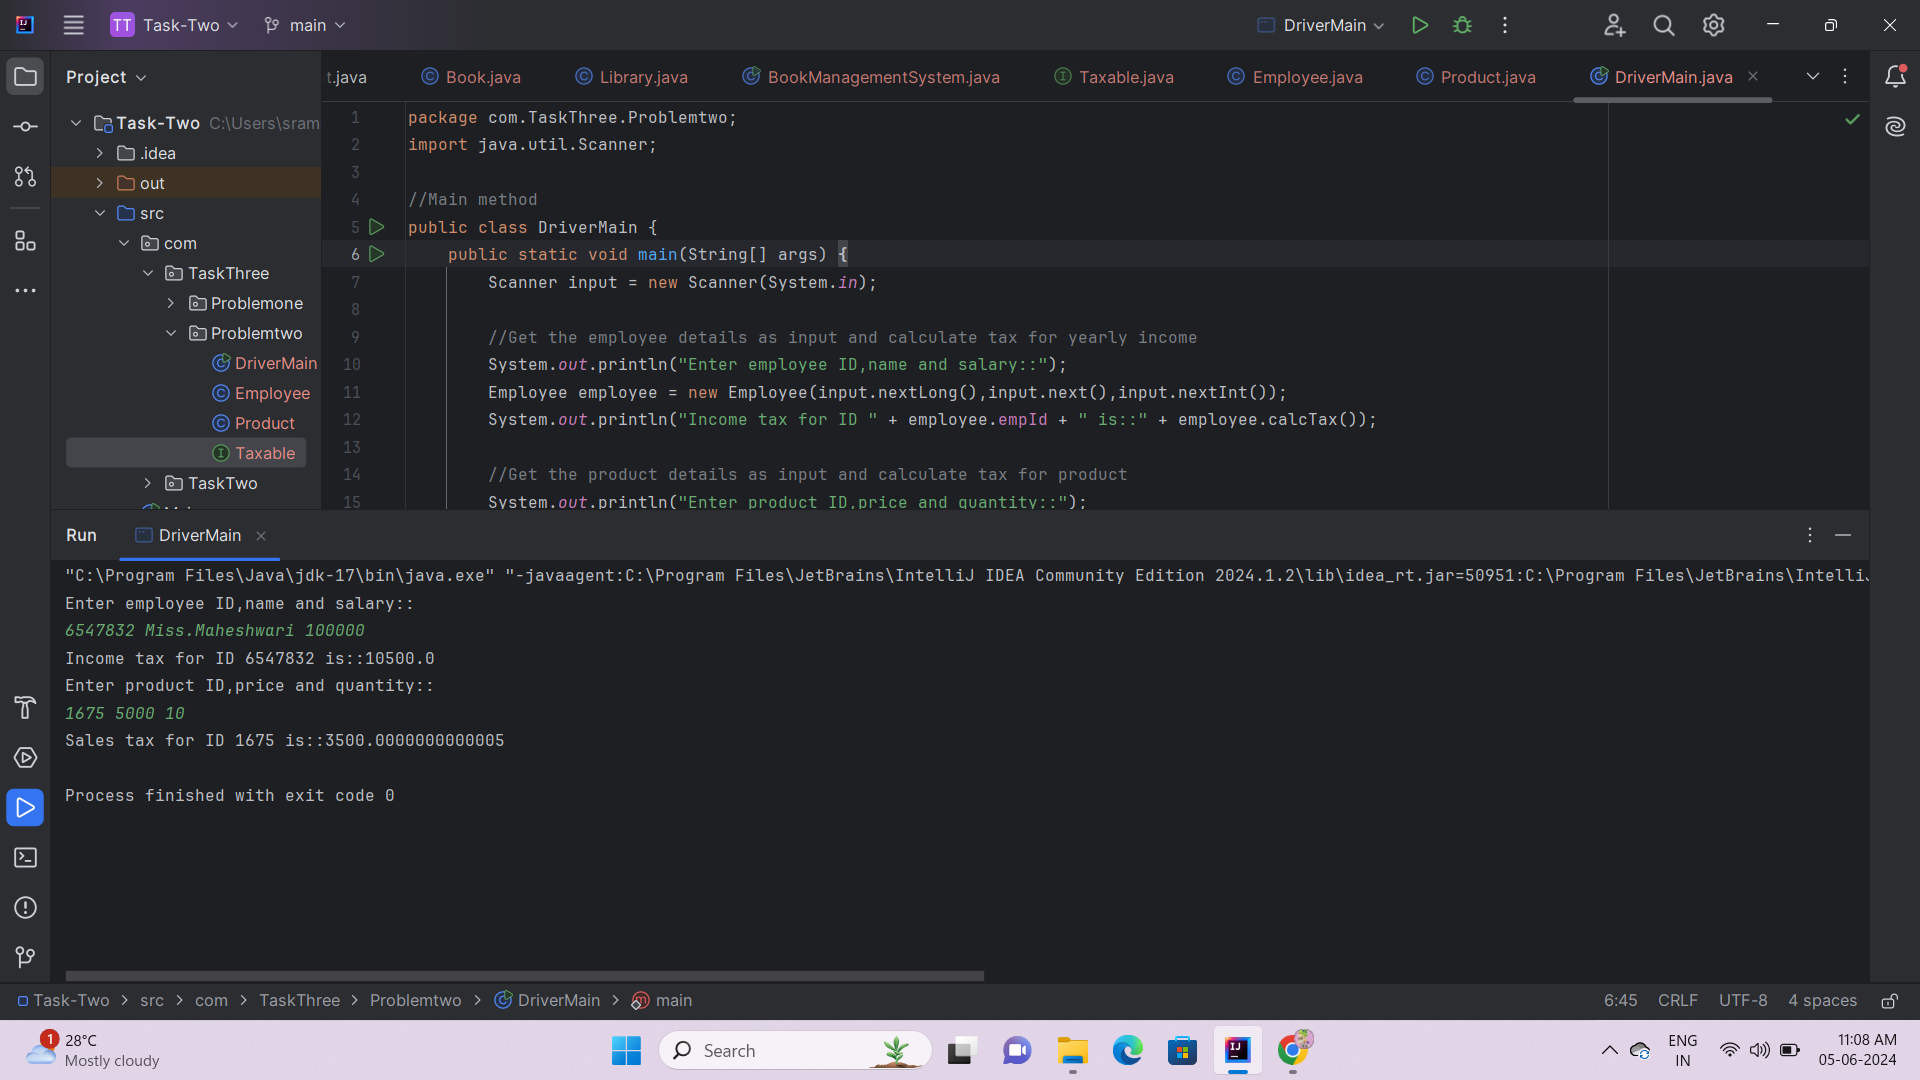 TT Task-Two main DriverMain
Project
t.java Book.java Library.java BookManagementSystem.java Taxable.java Employee.java Product.java DriverMain.java
Task-Two C:\Users\sram
.idea
out
src
com
TaskThree
Problemone
Problemtwo
DriverMain
Employee
Product
Taxable
TaskTwo
1 package com.TaskThree.Problemtwo;
2 import java.util.Scanner;
3
4 //Main method
5 public class DriverMain {
6 public static void main(String[] args) {
7 Scanner input = new Scanner(System.in);
8
9 //Get the employee details as input and calculate tax for yearly income
10 System.out.println("Enter employee ID,name and salary::");
11 Employee employee = new Employee(input.nextLong(),input.next(),input.nextInt());
12 System.out.println("Income tax for ID " + employee.empId + " is::" + employee.calcTax());
13
14 //Get the product details as input and calculate tax for product
15 System.out.println("Enter product ID,price and quantity::");
Run DriverMain
"C:\Program Files\Java\jdk-17\bin\java.exe" "-javaagent:C:\Program Files\JetBrains\IntelliJ IDEA Community Edition 2024.1.2\lib\idea_rt.jar=50951:C:\Program Files\JetBrains\IntelliJ
Enter employee ID,name and salary::
6547832 Miss.Maheshwari 100000
Income tax for ID 6547832 is::10500.0
Enter product ID,price and quantity::
1675 5000 10
Sales tax for ID 1675 is::3500.0000000000005
Process finished with exit code 0
Task-Two > src > com > TaskThree > Problemtwo > DriverMain > main 6:45 CRLF UTF-8 4 spaces
1 28°C
Mostly cloudy
Search
ENG
IN
11:08 AM
05-06-2024